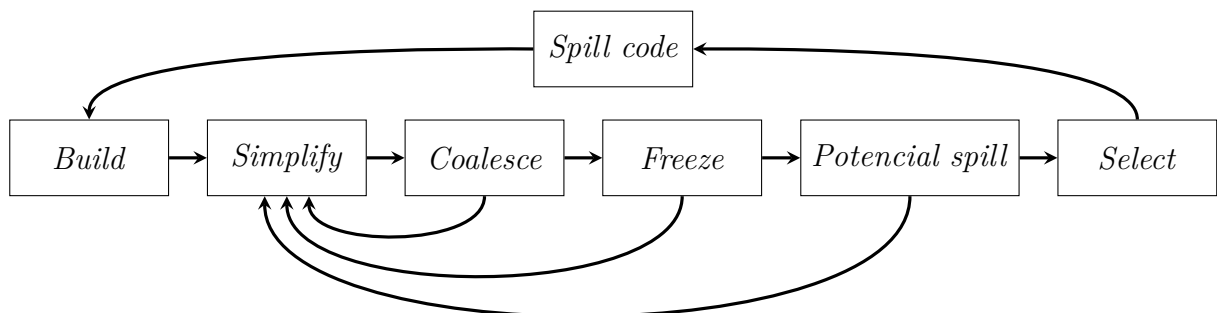 Spill code
Build
Simplify
Coalesce
Freeze
Potencial spill
Select